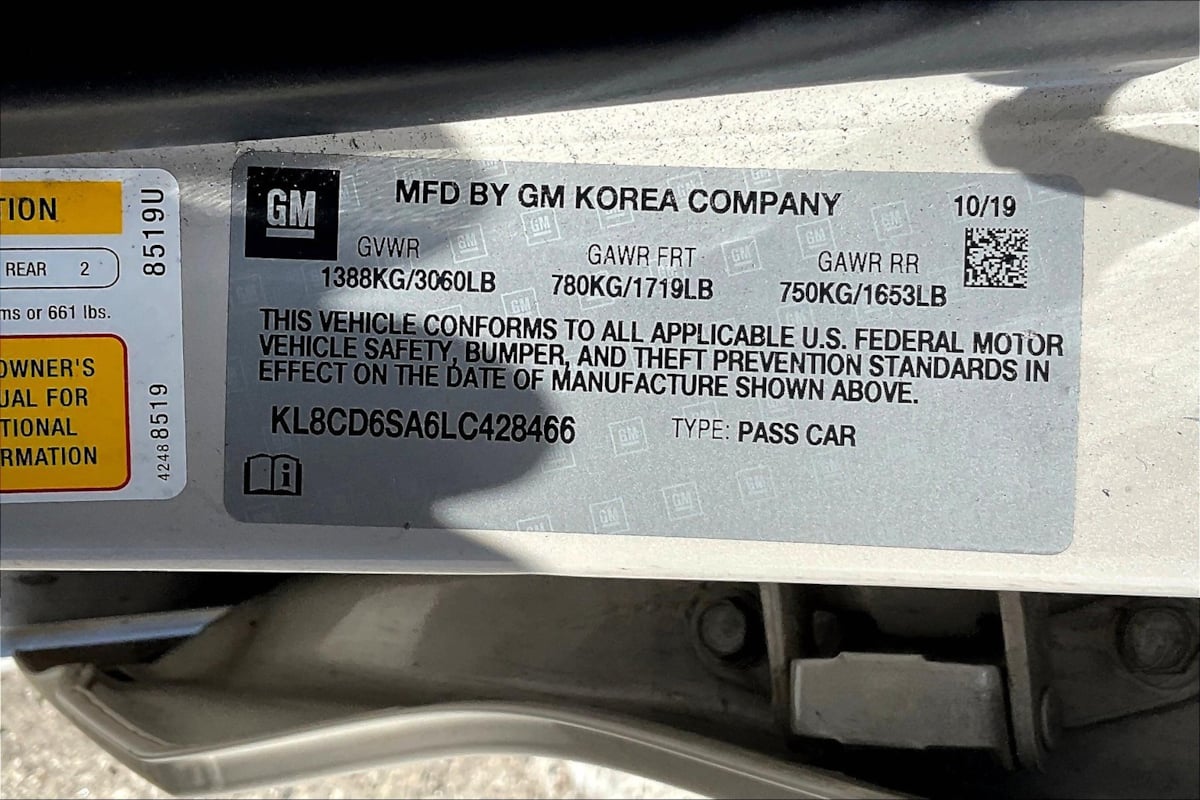 TION
REAR 2
ms or 661 lbs.
OWNER'S
UAL FOR
TIONAL
RMATION
8519U
42488519
GM
MFD BY GM KOREA COMPANY
10/19
GVWR
GAWR FRT
GAWR RR
1388KG/3060LB
780KG/1719LB
750KG/1653LB
THIS VEHICLE CONFORMS TO ALL APPLICABLE U.S. FEDERAL MOTOR
VEHICLE SAFETY, BUMPER, AND THEFT PREVENTION STANDARDS IN
EFFECT ON THE DATE OF MANUFACTURE SHOWN ABOVE.
KL8CD6SA6LC428466
TYPE: PASS CAR